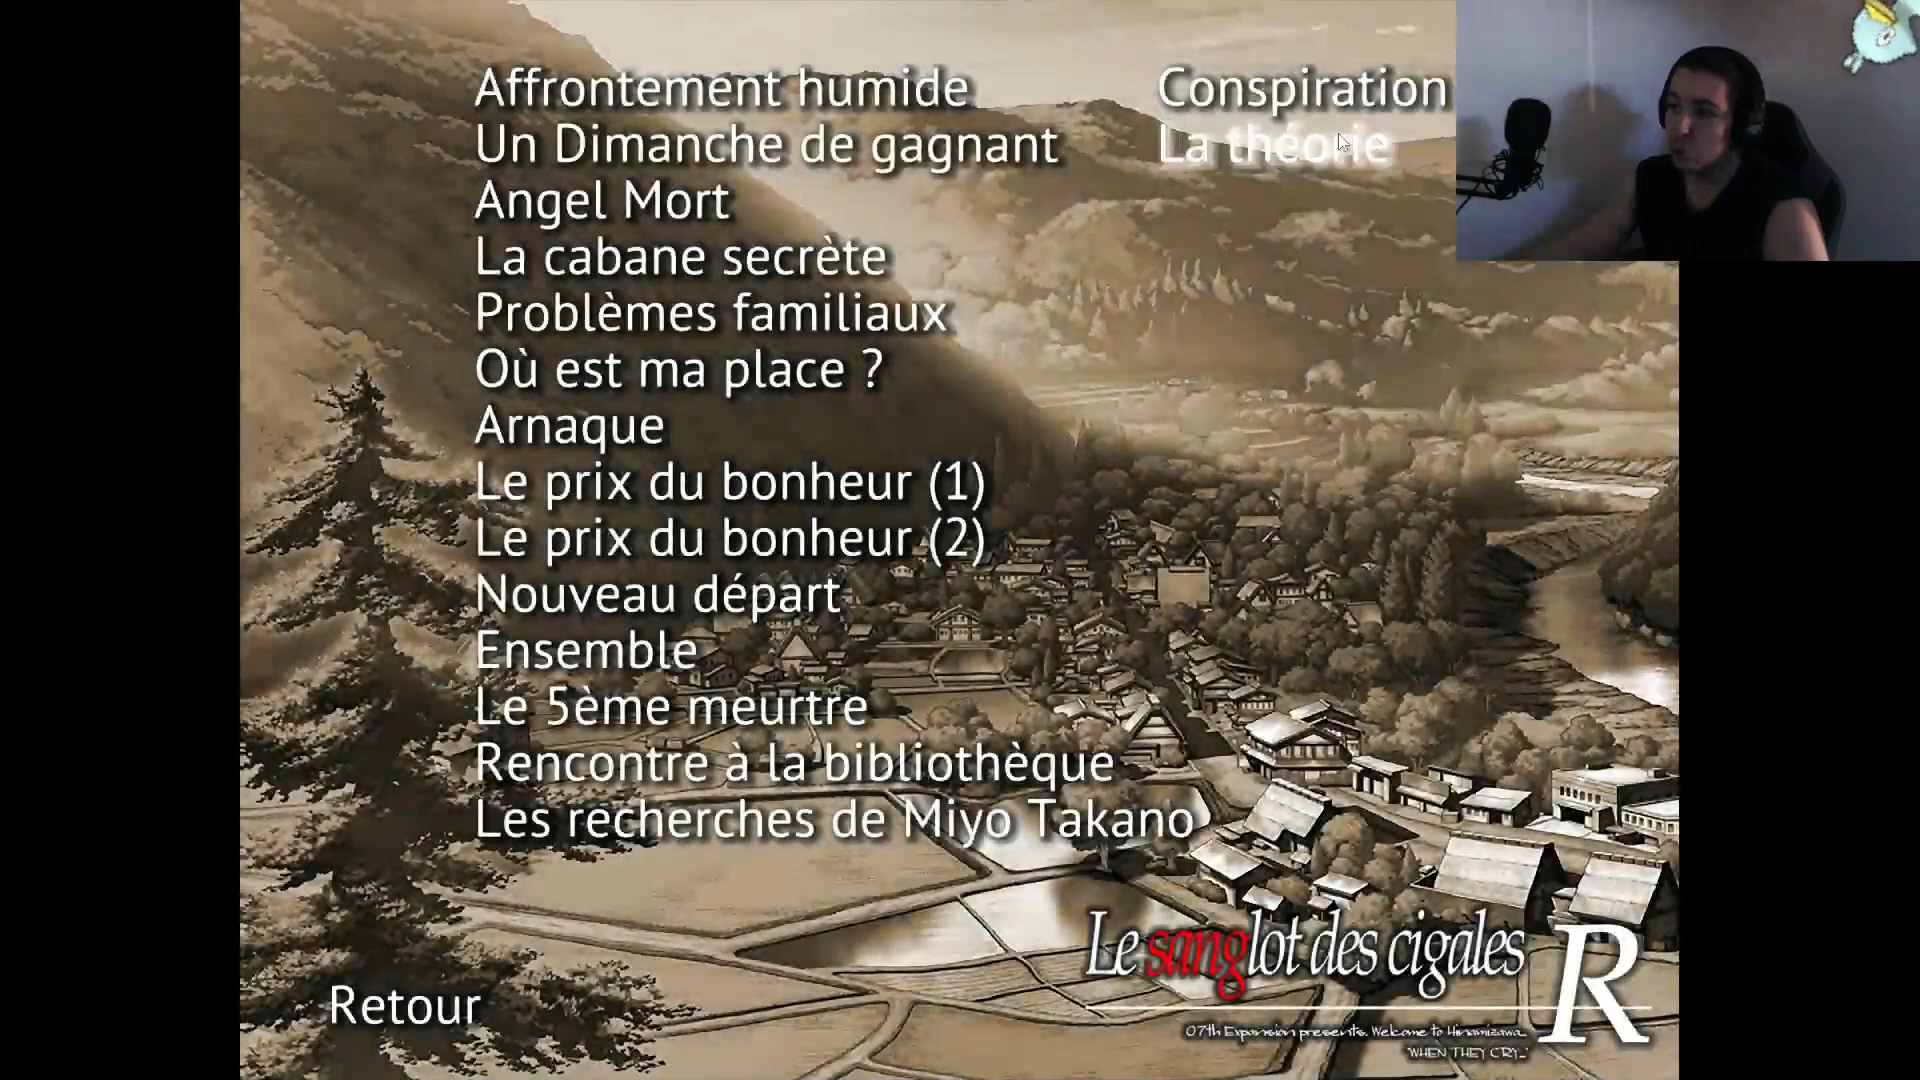 Affrontement humide
Un Dimanche de gagnant
Angel Mort
La cabane secrète
Problèmes familiaux
Où est ma place ?
Arnaque
Le prix du bonheur (1)
Le prix du bonheur (2)
Nouveau départ
Ensemble
Le 5ème meurtre
Rencontre à la bibliothèque
Les recherches de Miyo Takano
Conspiration
La théorie
Retour
Le sanglot des cigales R
07th Expansion presents. Welcome to Hinamizawa...
"WHEN THEY CRY..."